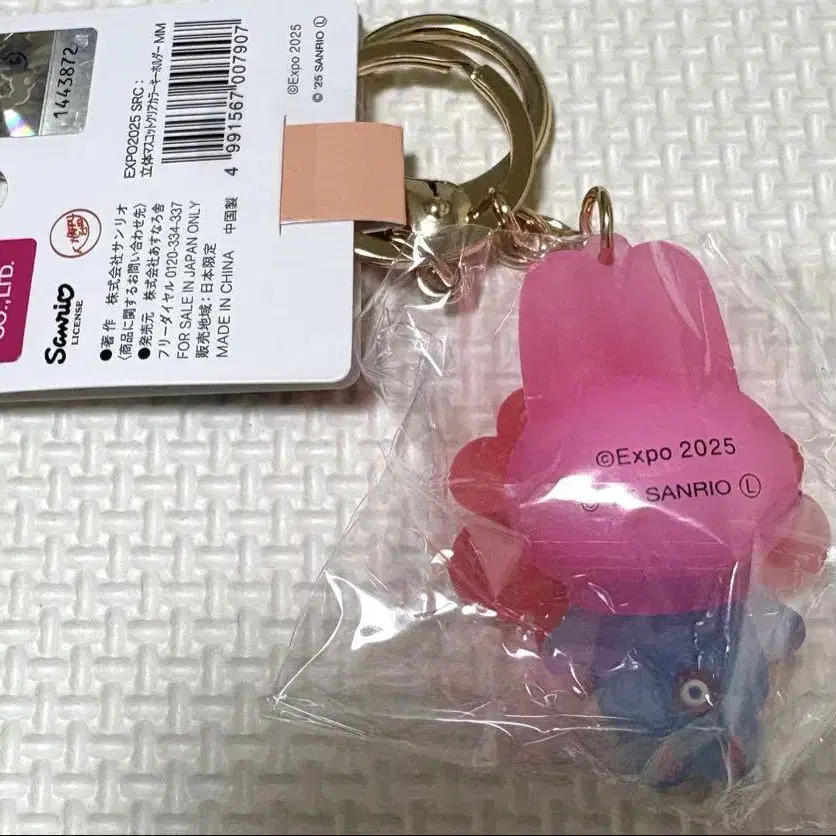 1443872
CO.,LTD.
Sanrio
LICENSE
EXPO2025 SRC:
立体マスコットクリアカラーキーホルダー MM
4 991567 007907
©Expo 2025
© '25 SANRIO Ⓛ
●著 作 株式会社サンリオ
(商品に関するお問い合わせ先)
●発売元 株式会社あすなろ舎
フリーダイヤル 0120-334-337
FOR SALE IN JAPAN ONLY
販売地域:日本限定
MADE IN CHINA 中国製
©Expo 2025
SANRIO Ⓛ